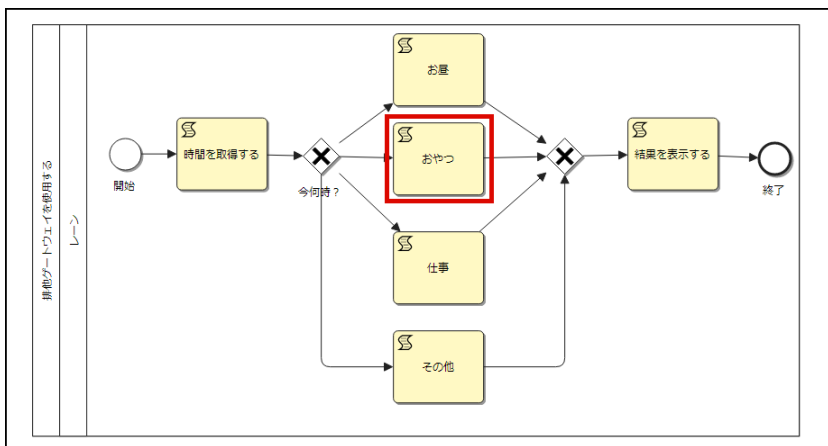 排他ゲートウェイを使用する
レーン
開始
時間を取得する
今何時？
お昼
おやつ
仕事
その他
結果を表示する
終了